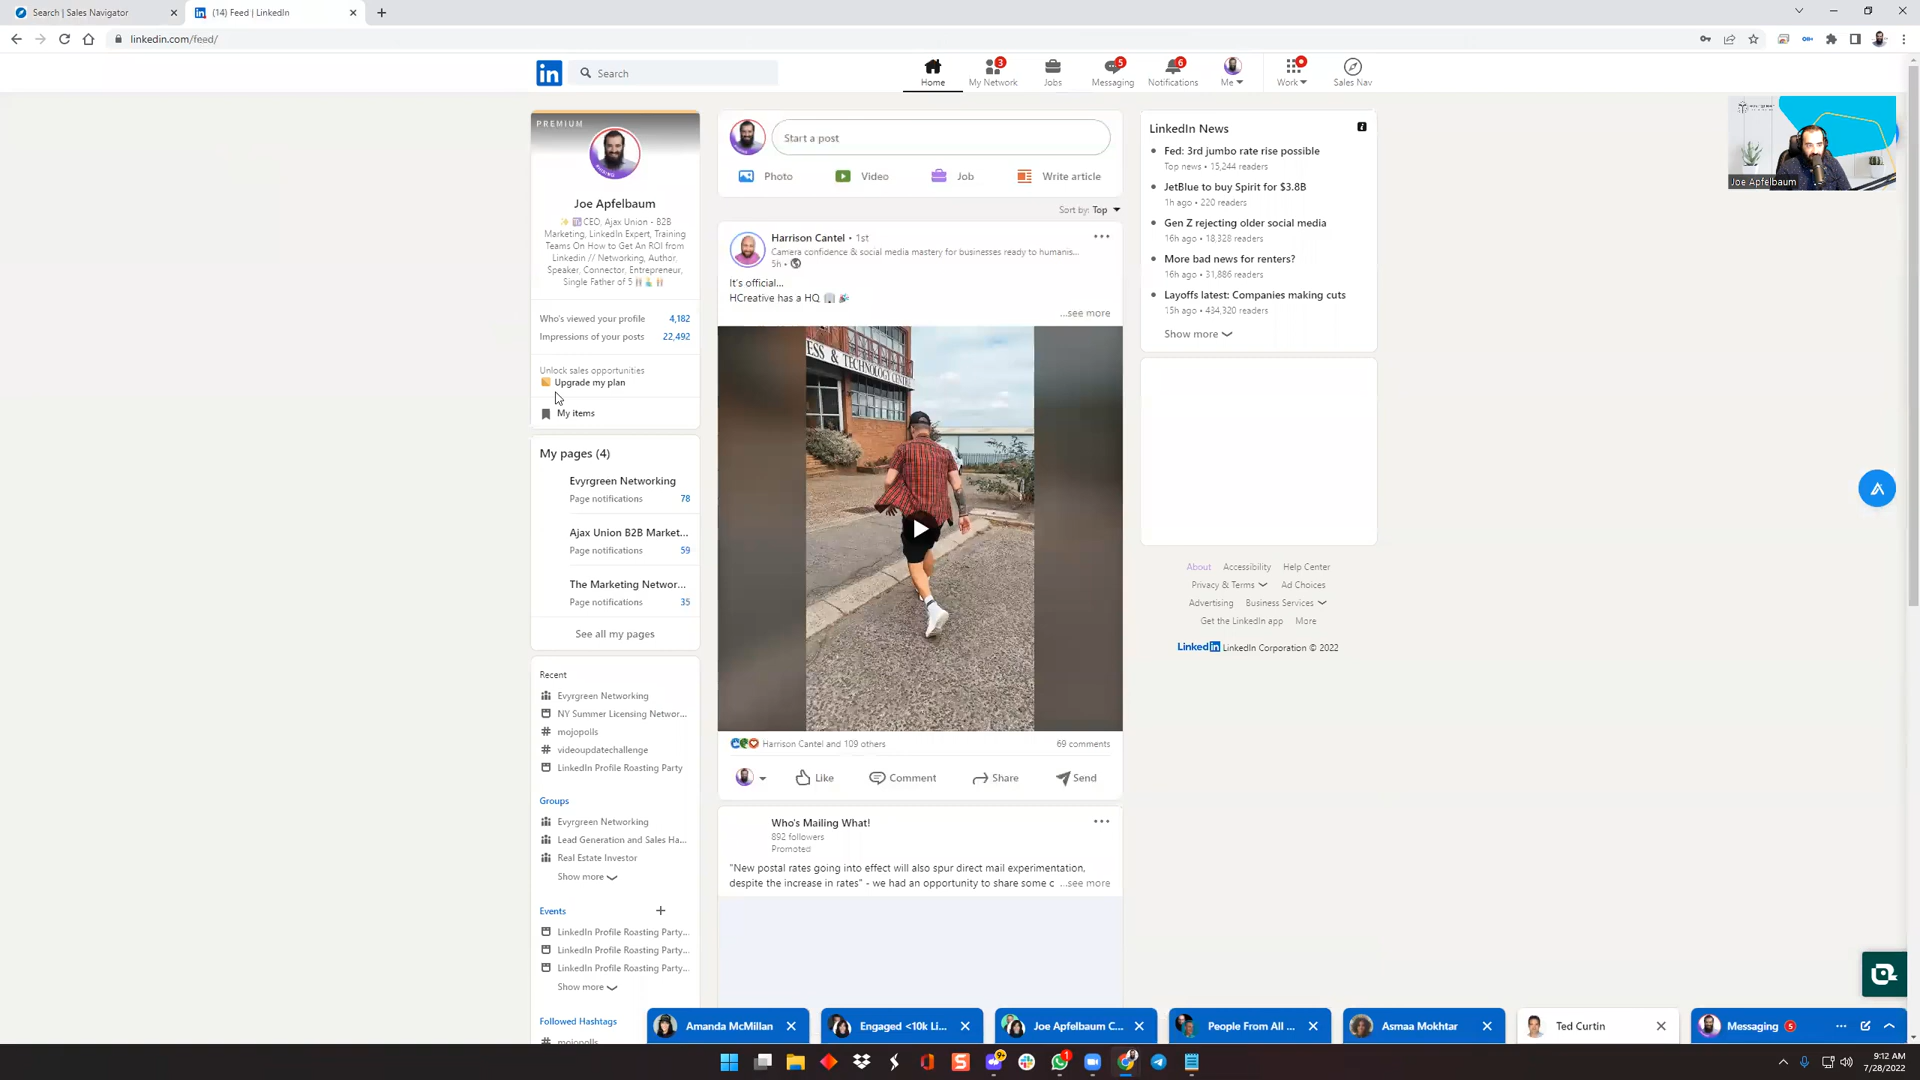 Search | Sales Navigator
(14) Feed | LinkedIn
linkedin.com/feed/
in
Search
Home
3
My Network
Jobs
5
Messaging
6
Notifications
Me
Work
Sales Nav
PREMIUM
Joe Apfelbaum
CEO, Ajax Union - B2B
Marketing, LinkedIn Expert, Training
Teams On How to Get An ROI from
Linkedin // Networking, Author,
Speaker, Connector, Entrepreneur,
Single Father of 5
Who's viewed your profile 4,182
Impressions of your posts 22,492
Unlock sales opportunities
Upgrade my plan
My items
My pages (4)
Evyrgreen Networking
Page notifications 78
Ajax Union B2B Market...
Page notifications 59
The Marketing Networ...
Page notifications 35
See all my pages
Recent
Evyrgreen Networking
NY Summer Licensing Networ...
# mojopolls
# videoupdatechallenge
LinkedIn Profile Roasting Party
Groups
Evyrgreen Networking
Lead Generation and Sales Ha...
Real Estate Investor
Show more
Events
LinkedIn Profile Roasting Party...
LinkedIn Profile Roasting Party...
LinkedIn Profile Roasting Party...
Show more
Followed Hashtags
mojopolls
Start a post
Photo
Video
Job
Write article
Sort by: Top
Harrison Cantel • 1st
Camera confidence & social media mastery for businesses ready to humanis...
5h •
It's official...
HCreative has a HQ
...see more
ESS & TECHNOLOGY CENTRE
Harrison Cantel and 109 others
69 comments
Like
Comment
Share
Send
Who's Mailing What!
892 followers
Promoted
"New postal rates going into effect will also spur direct mail experimentation,
despite the increase in rates" - we had an opportunity to share some c ...see more
LinkedIn News
Fed: 3rd jumbo rate rise possible
Top news • 15,244 readers
JetBlue to buy Spirit for $3.8B
1h ago • 220 readers
Gen Z rejecting older social media
16h ago • 18,328 readers
More bad news for renters?
16h ago • 31,886 readers
Layoffs latest: Companies making cuts
15h ago • 434,320 readers
Show more
About Accessibility Help Center
Privacy & Terms Ad Choices
Advertising Business Services
Get the LinkedIn app More
LinkedIn LinkedIn Corporation © 2022
Joe Apfelbaum
Amanda McMillan
Engaged <10k Li...
Joe Apfelbaum C...
People From All ...
Asmaa Mokhtar
Ted Curtin
Messaging 5
9+
1
9:12 AM
7/28/2022